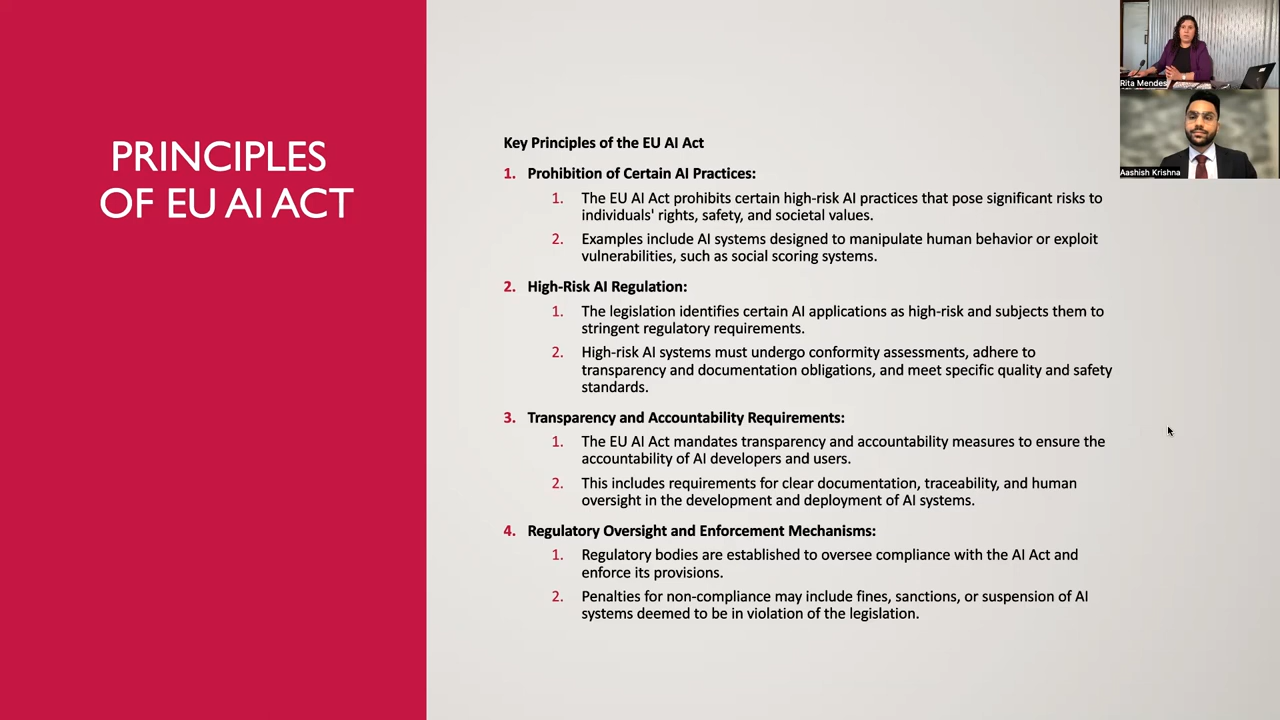 PRINCIPLES
OF EU AI ACT
Key Principles of the EU AI Act
1. Prohibition of Certain AI Practices:
1. The EU AI Act prohibits certain high-risk AI practices that pose significant risks to
individuals' rights, safety, and societal values.
2. Examples include AI systems designed to manipulate human behavior or exploit
vulnerabilities, such as social scoring systems.
2. High-Risk AI Regulation:
1. The legislation identifies certain AI applications as high-risk and subjects them to
stringent regulatory requirements.
2. High-risk AI systems must undergo conformity assessments, adhere to
transparency and documentation obligations, and meet specific quality and safety
standards.
3. Transparency and Accountability Requirements:
1. The EU AI Act mandates transparency and accountability measures to ensure the
accountability of AI developers and users.
2. This includes requirements for clear documentation, traceability, and human
oversight in the development and deployment of AI systems.
4. Regulatory Oversight and Enforcement Mechanisms:
1. Regulatory bodies are established to oversee compliance with the AI Act and
enforce its provisions.
2. Penalties for non-compliance may include fines, sanctions, or suspension of AI
systems deemed to be in violation of the legislation.
Rita Mendes
Aashish Krishna